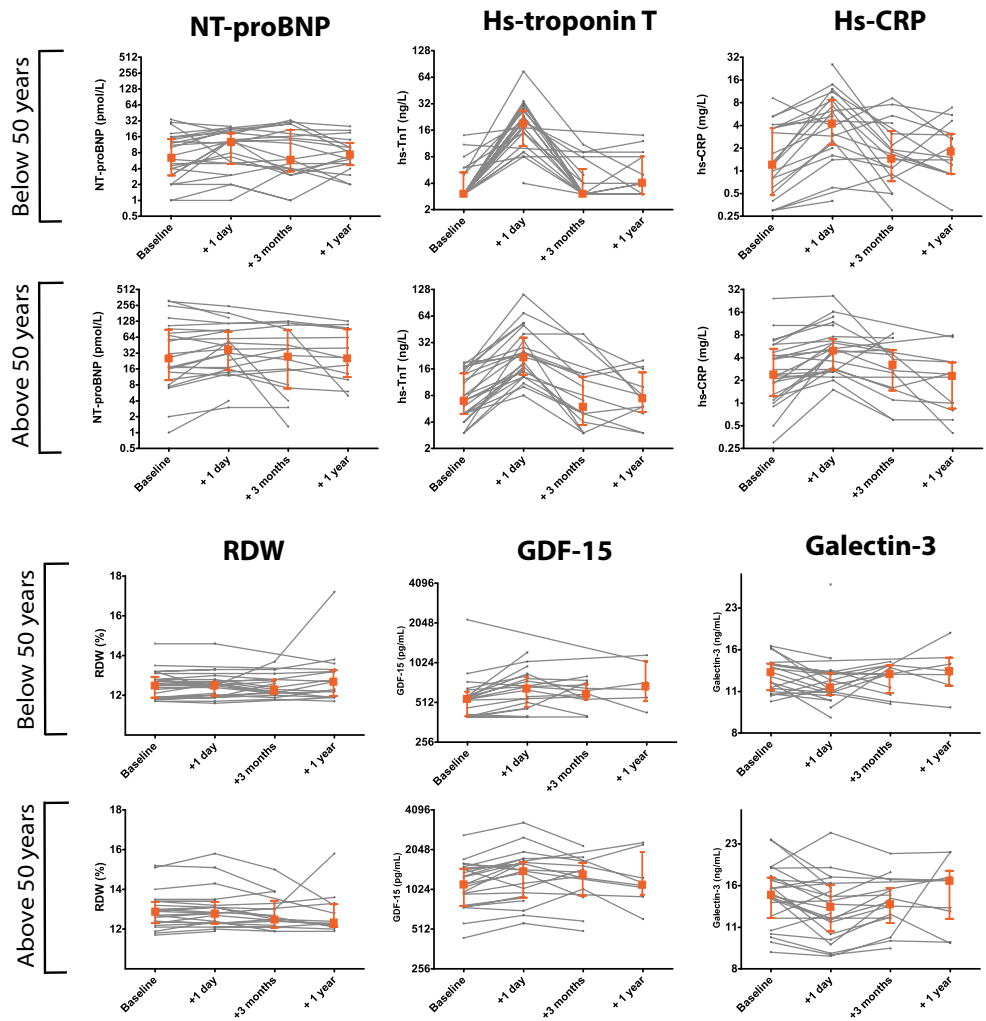 NT-proBNP
Hs-troponin T
Hs-CRP
Below 50 years
NT-proBNP (pmol/L)
512
256
128
64
32
16
8
4
2
1
0.5
Baseline
+ 1 day
+ 3 months
+ 1 year
hs-TnT (ng/L)
128
64
32
16
8
4
2
Baseline
+ 1 day
+ 3 months
+ 1 year
hs-CRP (mg/L)
32
16
8
4
2
1
0.5
0.25
Baseline
+ 1 day
+ 3 months
+ 1 year
Above 50 years
NT-proBNP (pmol/L)
512
256
128
64
32
16
8
4
2
1
0.5
Baseline
+ 1 day
+ 3 months
+ 1 year
hs-TnT (ng/L)
128
64
32
16
8
4
2
Baseline
+ 1 day
+ 3 months
+ 1 year
hs-CRP (mg/L)
32
16
8
4
2
1
0.5
0.25
Baseline
+ 1 day
+ 3 months
+ 1 year
RDW
GDF-15
Galectin-3
Below 50 years
RDW (%)
18
16
14
12
Baseline
+1 day
+3 months
+ 1 year
GDF-15 (pg/mL)
4096
2048
1024
512
256
Baseline
+1 day
+3 months
+ 1 year
Galectin-3 (ng/mL)
23
16
11
8
Baseline
+1 day
+3 months
+ 1 year
Above 50 years
RDW (%)
18
16
14
12
Baseline
+1 day
+3 months
+ 1 year
GDF-15 (pg/mL)
4096
2048
1024
512
256
Baseline
+1 day
+3 months
+ 1 year
Galectin-3 (ng/mL)
23
16
11
8
Baseline
+1 day
+3 months
+ 1 year